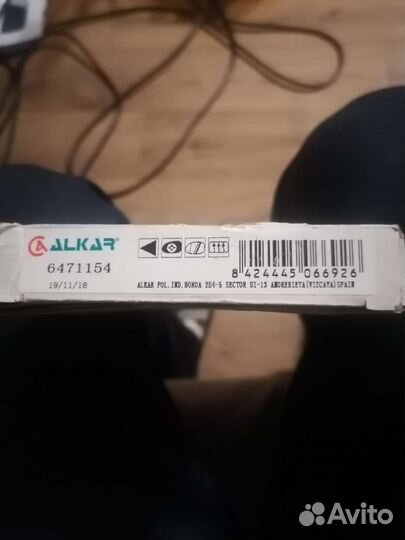 ALKAR®
6471154
19/11/18
8 424445 066926
ALKAR POL.IND.BOROA 2E4-5 SECTOR UI-13 AMOREBIETA(VIZCAYA)SPAIN
Avito